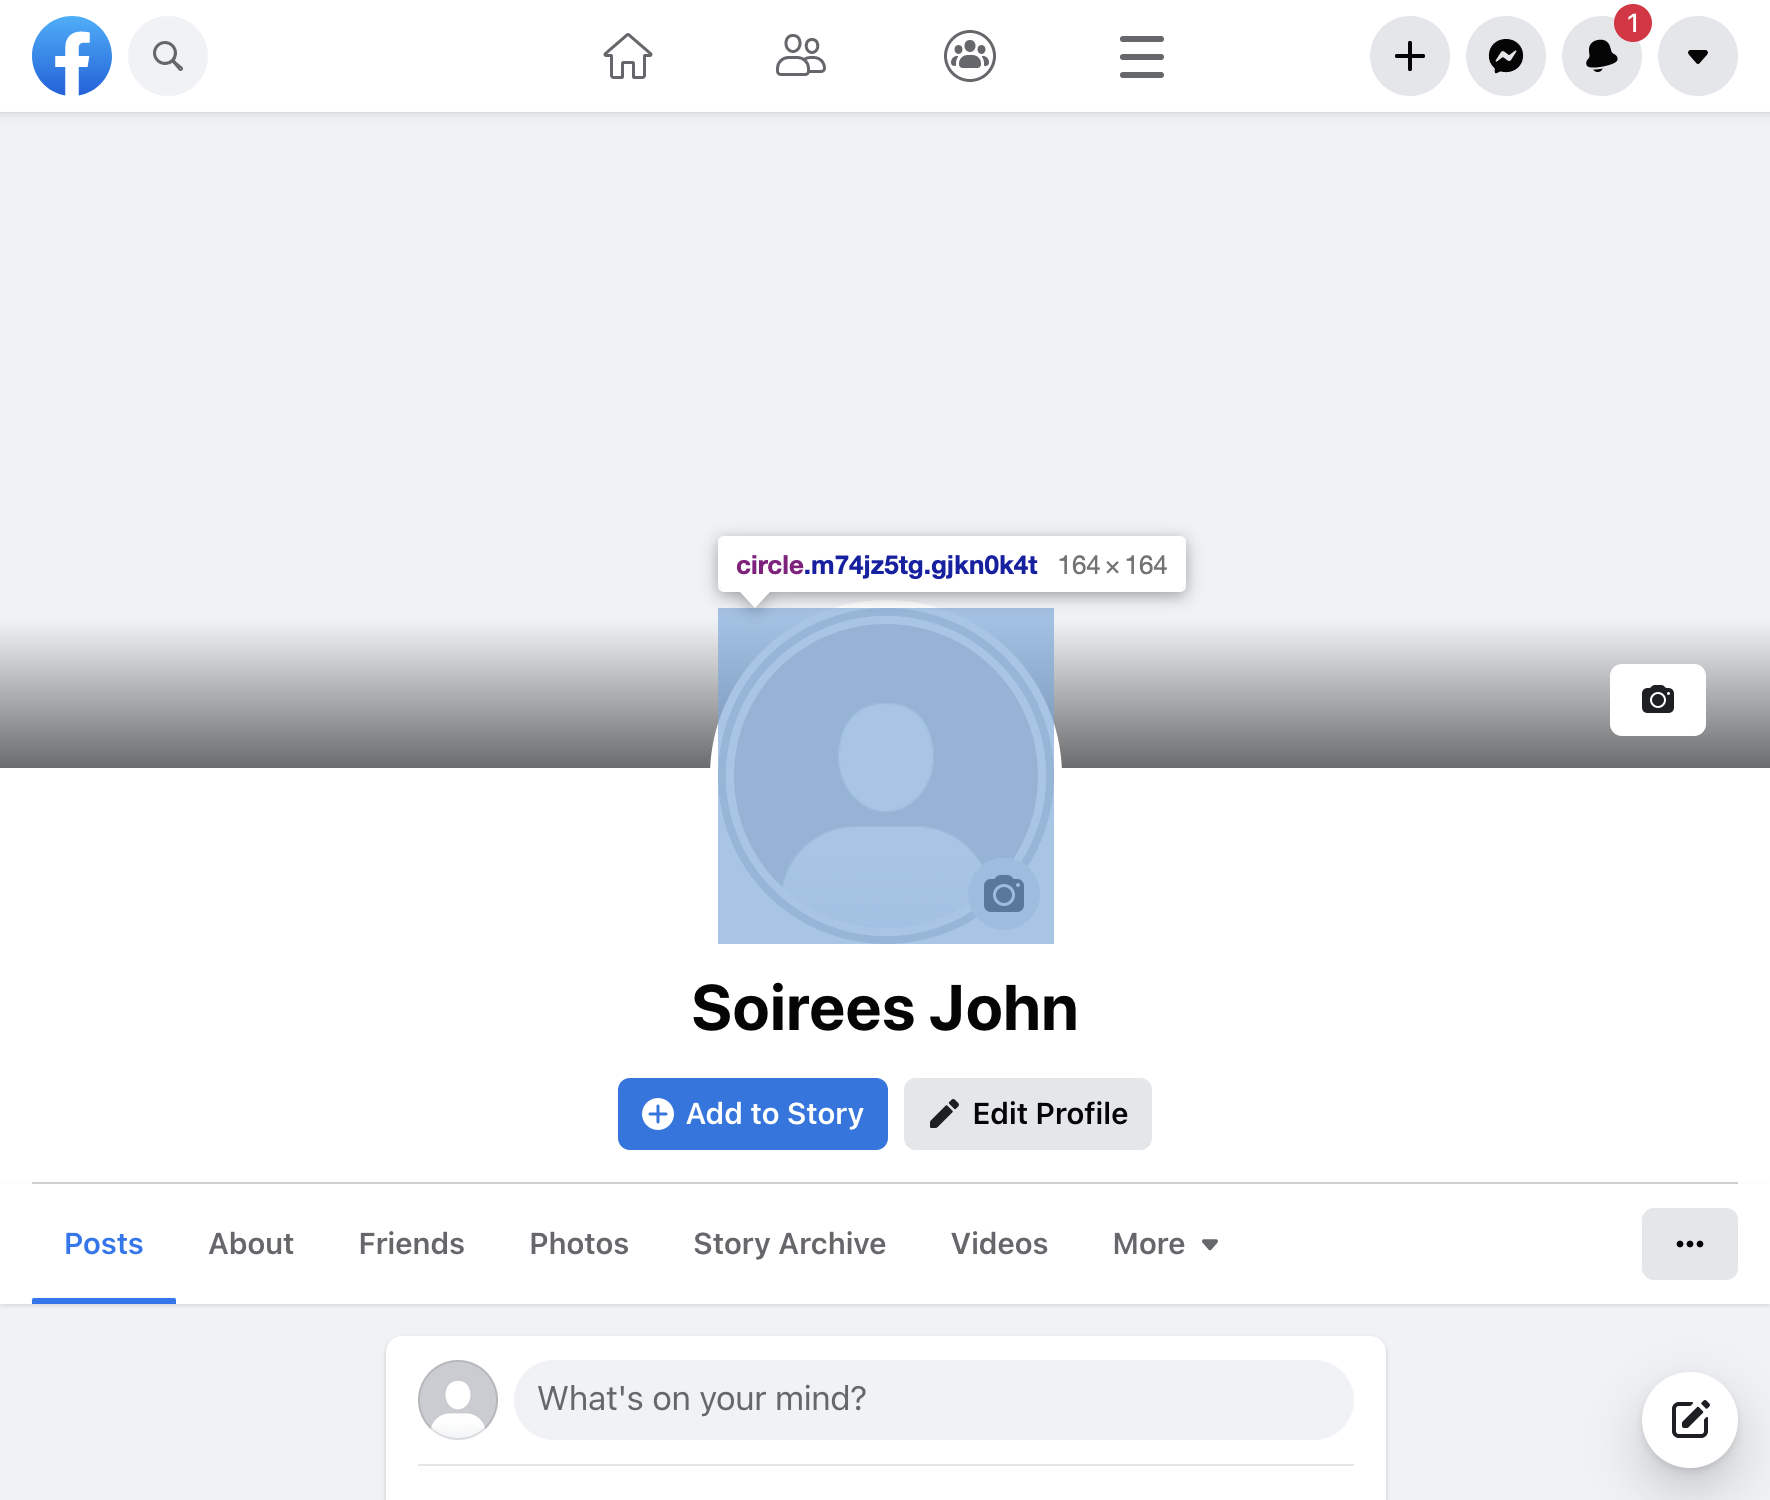 1
circle.m74jz5tg.gjkn0k4t 164 × 164
Soirees John
Add to Story Edit Profile
Posts About Friends Photos Story Archive Videos More
What's on your mind?